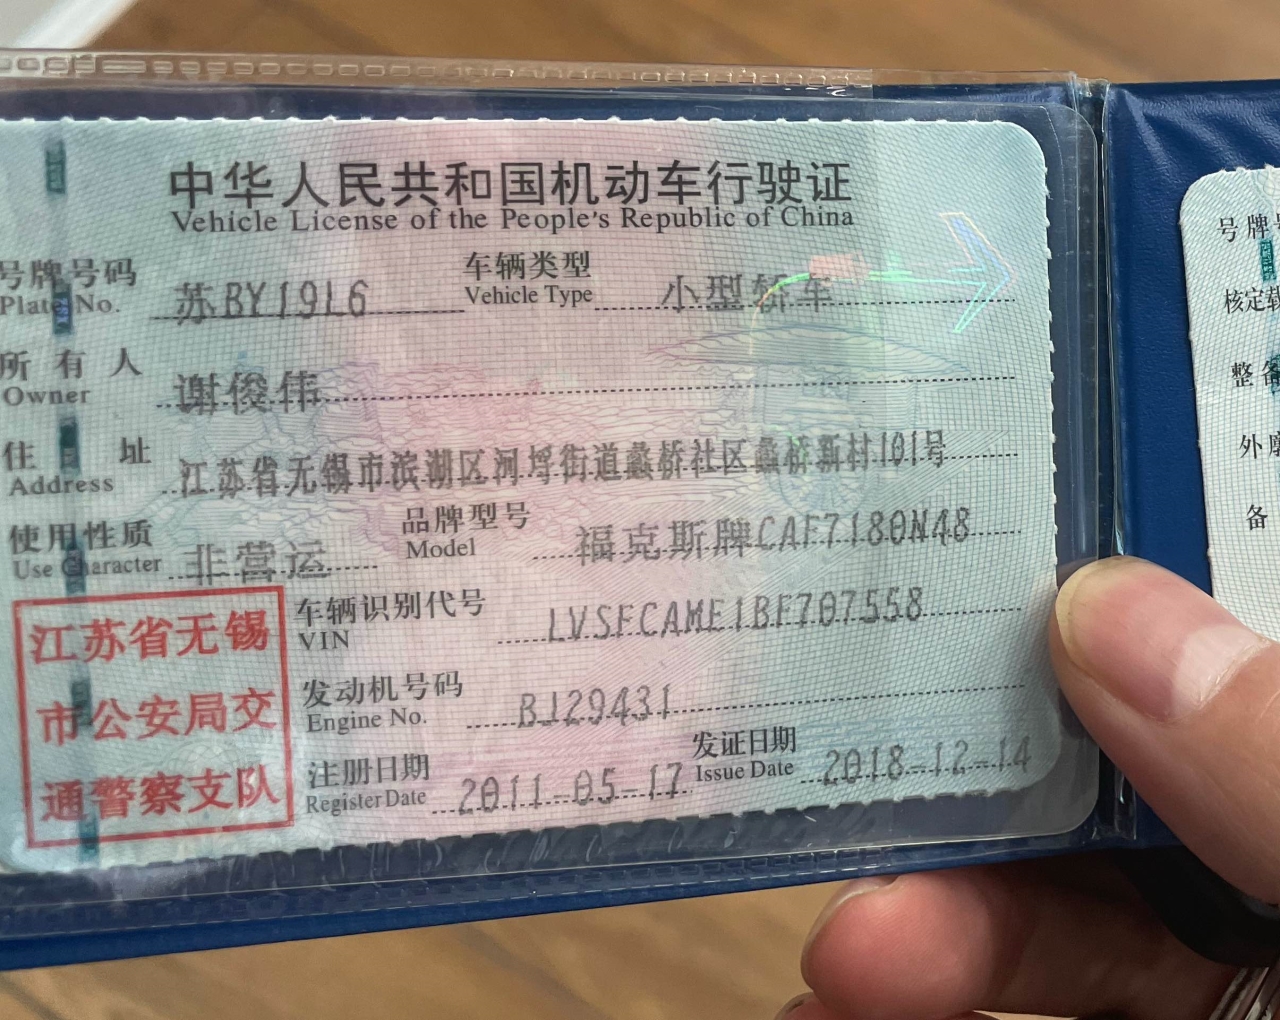 中华人民共和国机动车行驶证
Vehicle License of the People's Republic of China
号牌号码 苏BY19L6 车辆类型 小型轿车
Plate No. Vehicle Type
所有人 谢俊伟
Owner
住址 江苏省无锡市滨湖区河埒街道蠡桥社区蠡桥新村101号
Address
使用性质 非营运 品牌型号 福克斯牌CAF7180N48
Use Character Model
车辆识别代号 LVSFCAME1BF707558
VIN
发动机号码 BJ29431
Engine No.
注册日期 2011-05-17 发证日期 2018-12-14
Register Date Issue Date
江苏省无锡
市公安局交
通警察支队
号牌
核定载
整备
外廓
备